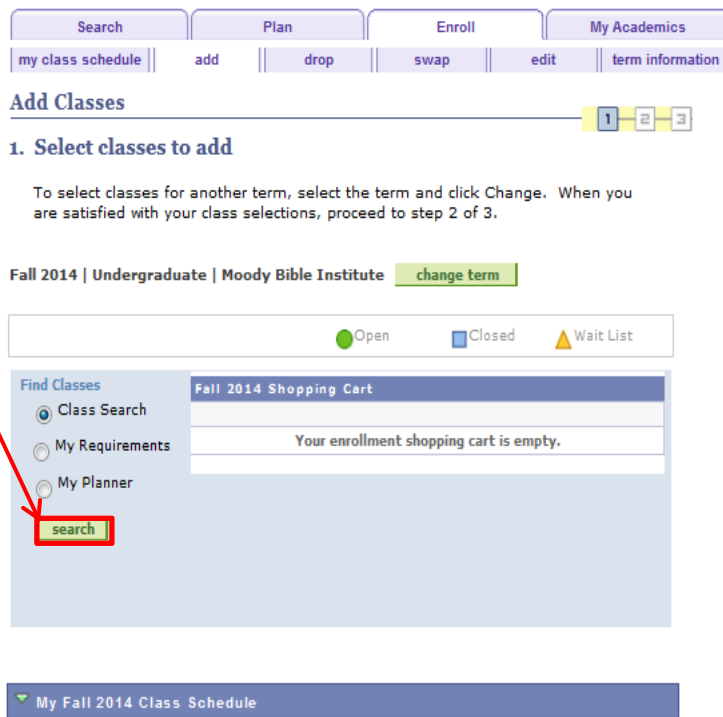 Search Plan Enroll My Academics
my class schedule add drop swap edit term information
Add Classes
1 2 3
1. Select classes to add
To select classes for another term, select the term and click Change. When you
are satisfied with your class selections, proceed to step 2 of 3.
Fall 2014 | Undergraduate | Moody Bible Institute change term
Open Closed Wait List
Find Classes
Class Search
My Requirements
My Planner
search
Fall 2014 Shopping Cart
Your enrollment shopping cart is empty.
My Fall 2014 Class Schedule